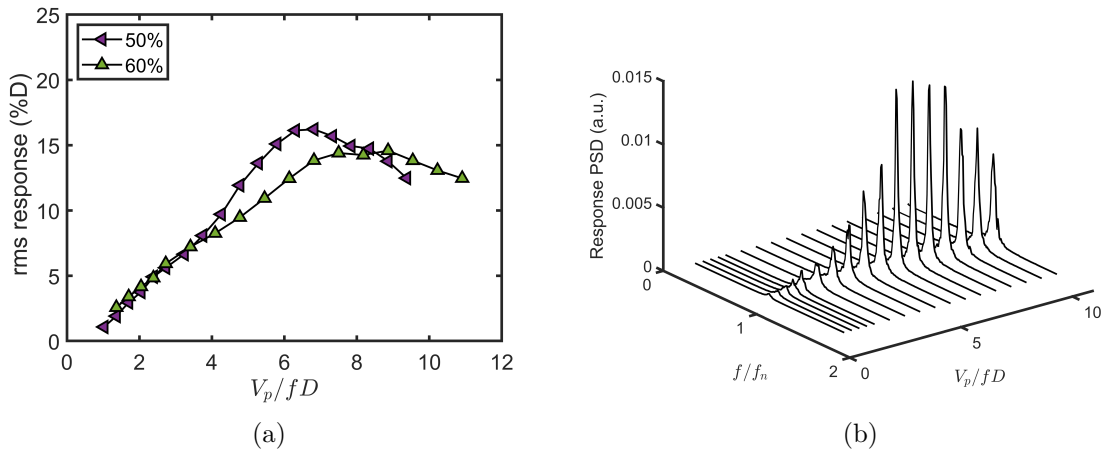 25
20
15
10
5
0
rms response (%D)
50%
60%
0 2 4 6 8 10 12
V_p/fD
(a)
0.015
0.01
0.005
0
Response PSD (a.u.)
0
1
2
f/f_n
0
5
10
V_p/fD
(b)